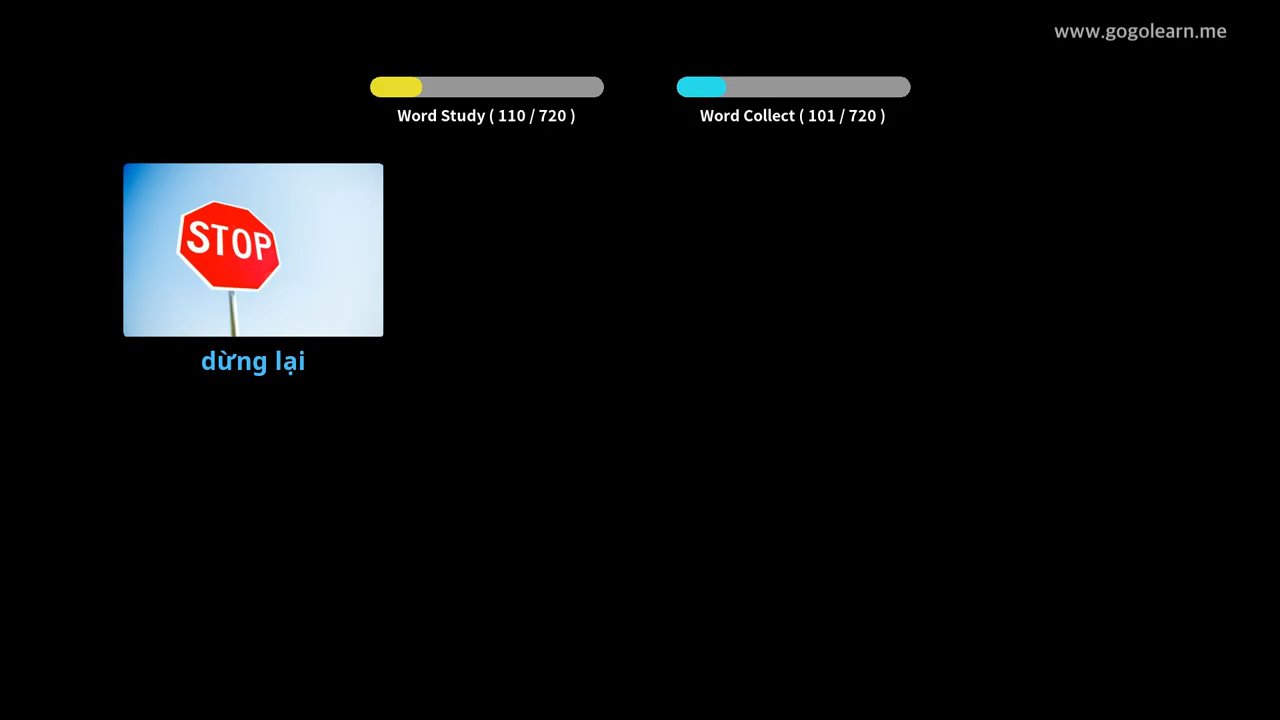 www.gogolearn.me
Word Study ( 110 / 720 )
Word Collect ( 101 / 720 )
STOP
dừng lại